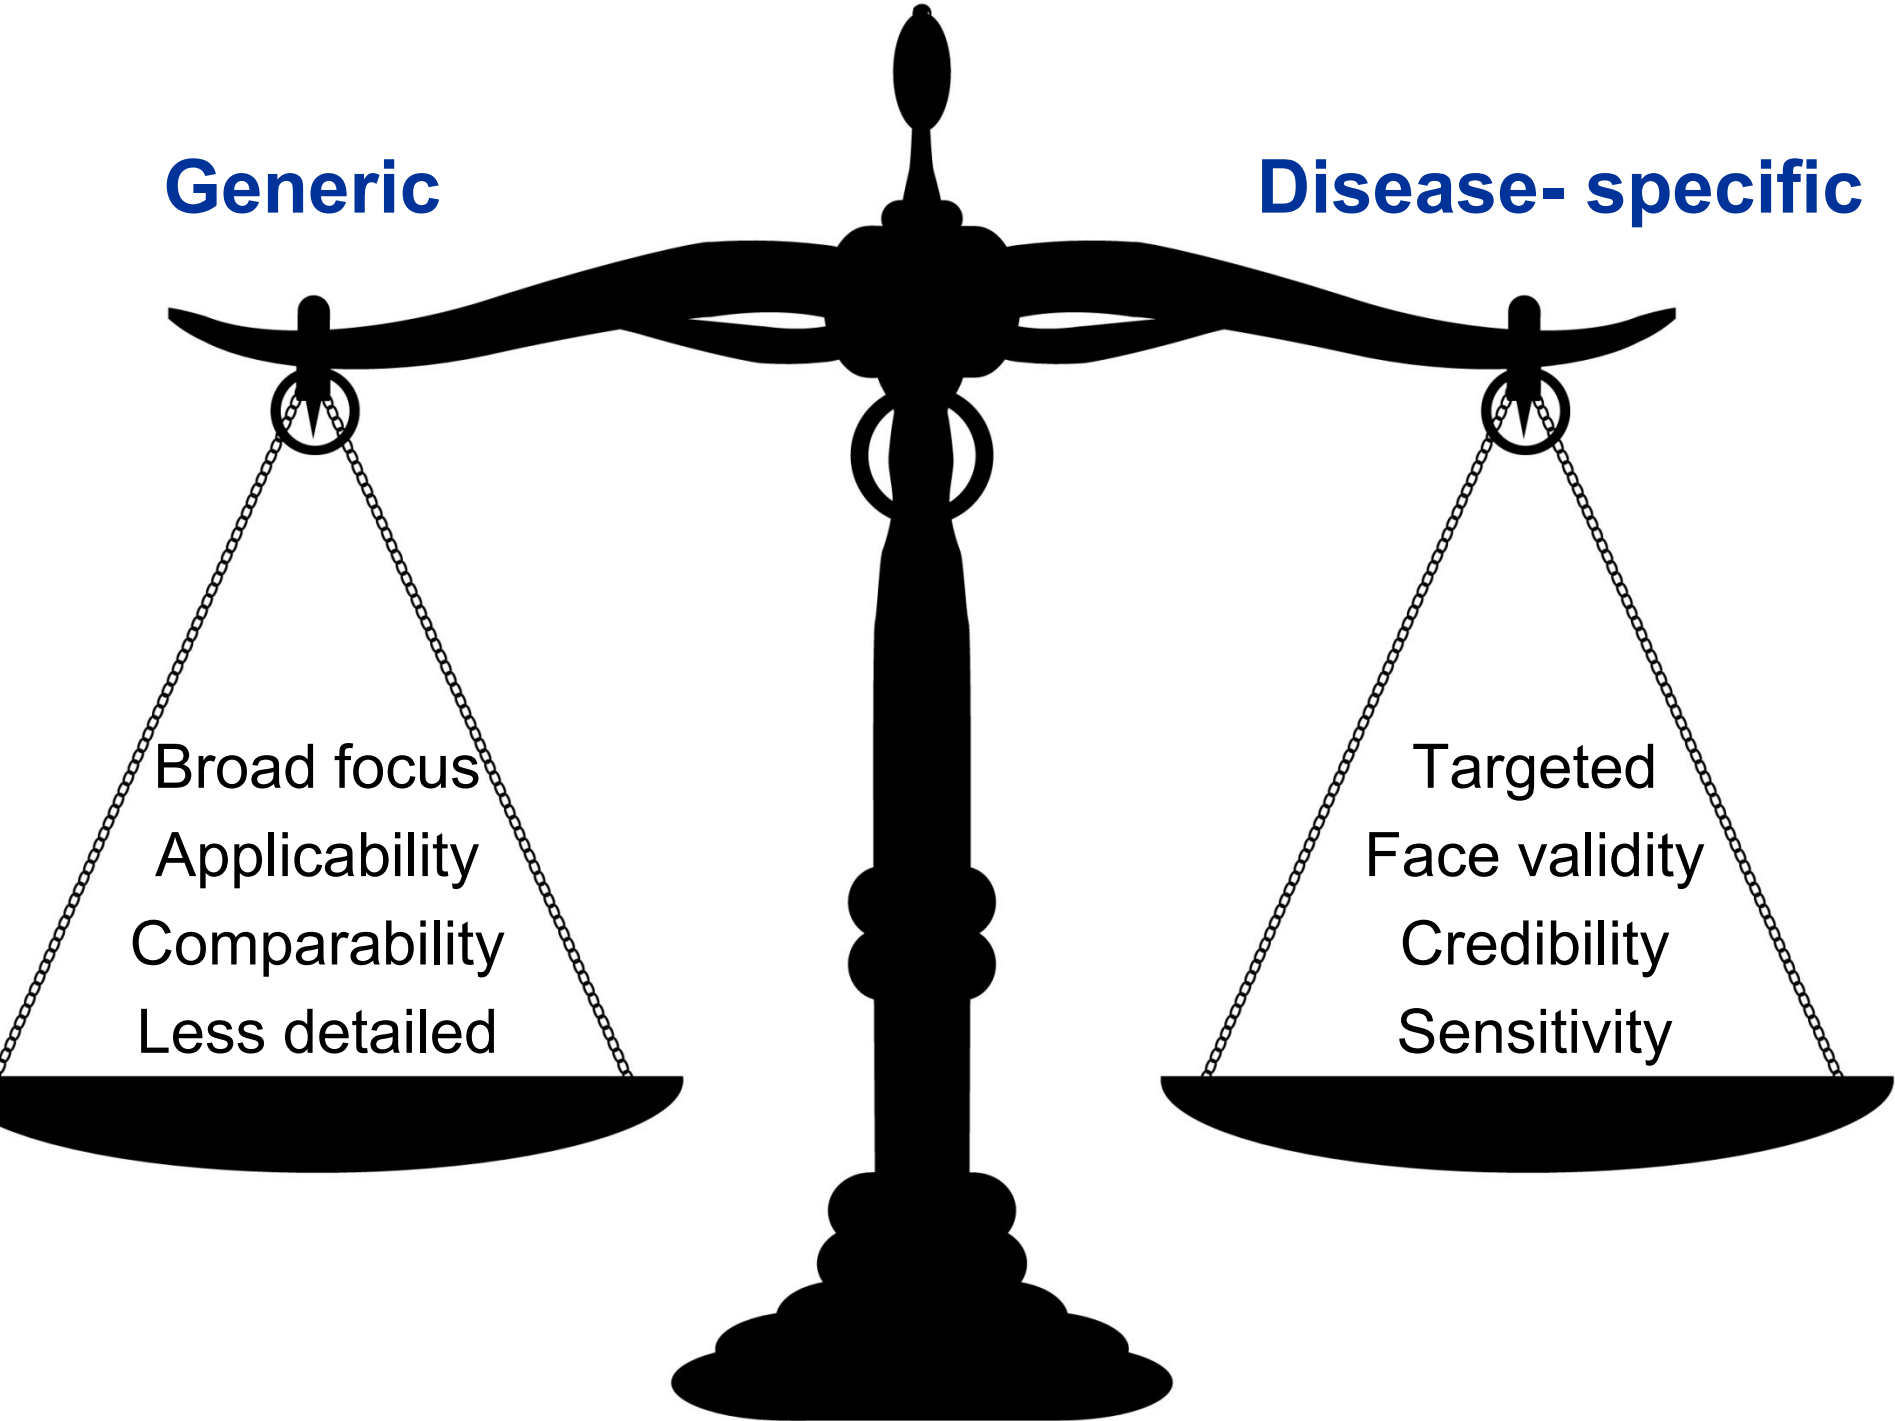 Generic
Disease- specific
Broad focus
Applicability
Comparability
Less detailed
Targeted
Face validity
Credibility
Sensitivity